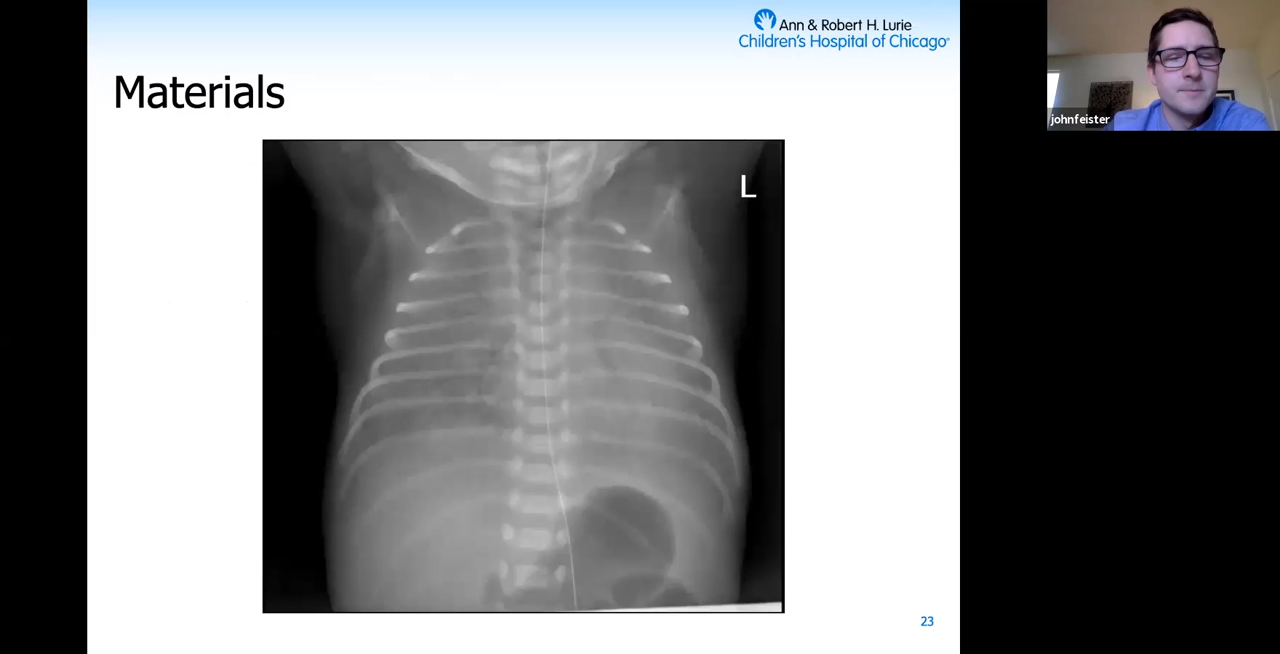 Ann & Robert H. Lurie
Children's Hospital of Chicago®
johnfeister
Materials
L
23